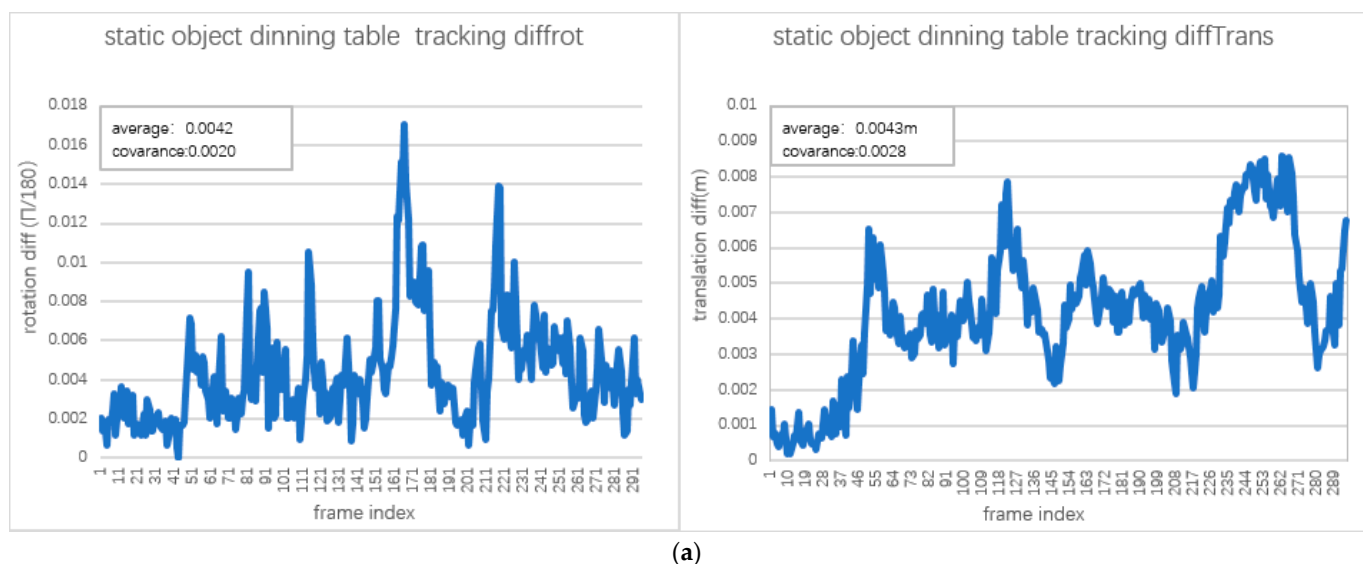 static object dinning table tracking diffrot
0.018
0.016
0.014
0.012
0.01
0.008
0.006
0.004
0.002
0
average: 0.0042
covarance:0.0020
rotation diff (Π/180)
1 11 21 31 41 51 61 71 81 91 101 111 121 131 141 151 161 171 181 191 201 211 221 231 241 251 261 271 281 291
frame index
static object dinning table tracking diffTrans
0.01
0.009
0.008
0.007
0.006
0.005
0.004
0.003
0.002
0.001
0
average: 0.0043m
covarance:0.0028
translation diff(m)
1 10 19 28 37 46 55 64 73 82 91 100 109 118 127 136 145 154 163 172 181 190 199 208 217 226 235 244 253 262 271 280 289
frame index
(a)